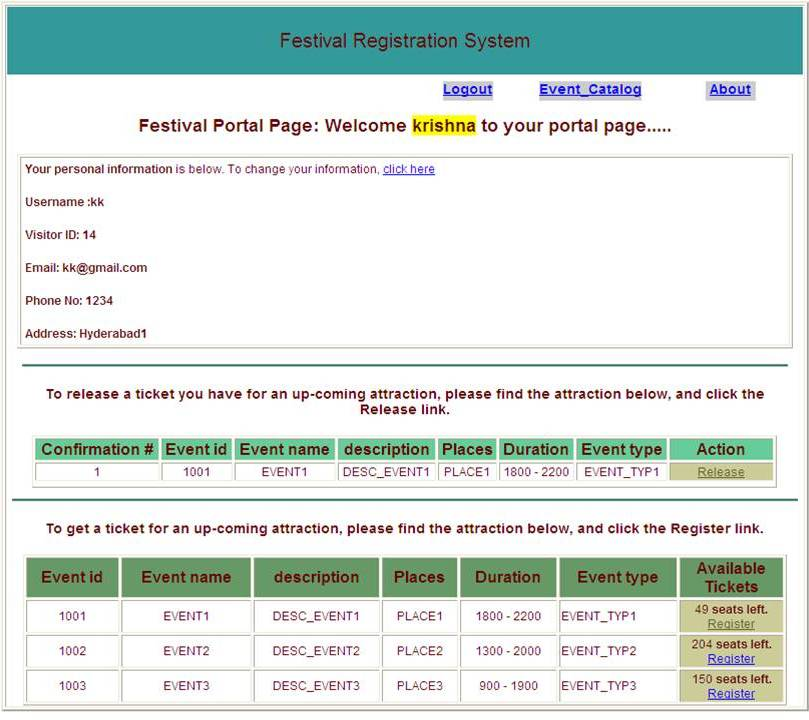 Festival Registration System
Logout Event_Catalog About
Festival Portal Page: Welcome krishna to your portal page.....
Your personal information is below. To change your information, click here
Username :kk
Visitor ID: 14
Email: kk@gmail.com
Phone No: 1234
Address: Hyderabad1
To release a ticket you have for an up-coming attraction, please find the attraction below, and click the
Release link.
Confirmation # Event id Event name description Places Duration Event type Action
1 1001 EVENT1 DESC_EVENT1 PLACE1 1800 - 2200 EVENT_TYP1 Release
To get a ticket for an up-coming attraction, please find the attraction below, and click the Register link.
Event id Event name description Places Duration Event type Available Tickets
1001 EVENT1 DESC_EVENT1 PLACE1 1800 - 2200 EVENT_TYP1 49 seats left.
Register
1002 EVENT2 DESC_EVENT2 PLACE2 1300 - 2000 EVENT_TYP2 204 seats left.
Register
1003 EVENT3 DESC_EVENT3 PLACE3 900 - 1900 EVENT_TYP3 150 seats left.
Register